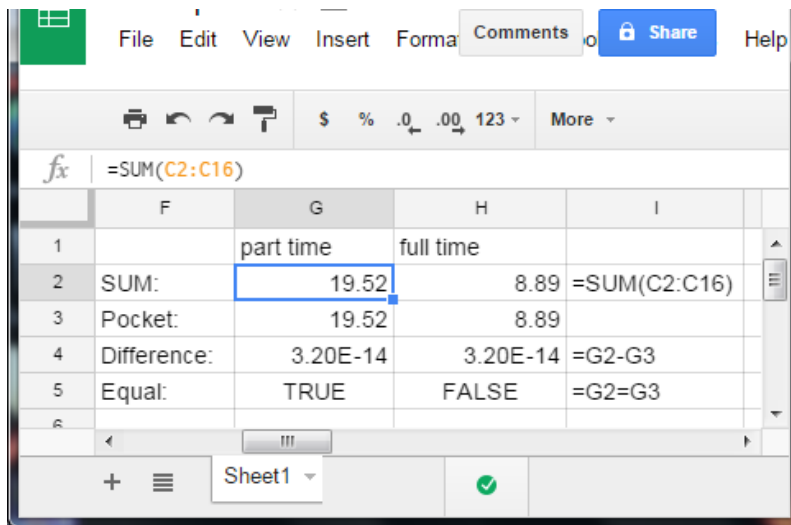 File Edit View Insert Forma Comments oo Share Help
$ % .0 .00 123 More
fx =SUM(C2:C16)
F G H I
1 part time full time
2 SUM: 19.52 8.89 =SUM(C2:C16)
3 Pocket: 19.52 8.89
4 Difference: 3.20E-14 3.20E-14 =G2-G3
5 Equal: TRUE FALSE =G2=G3
6
Sheet1